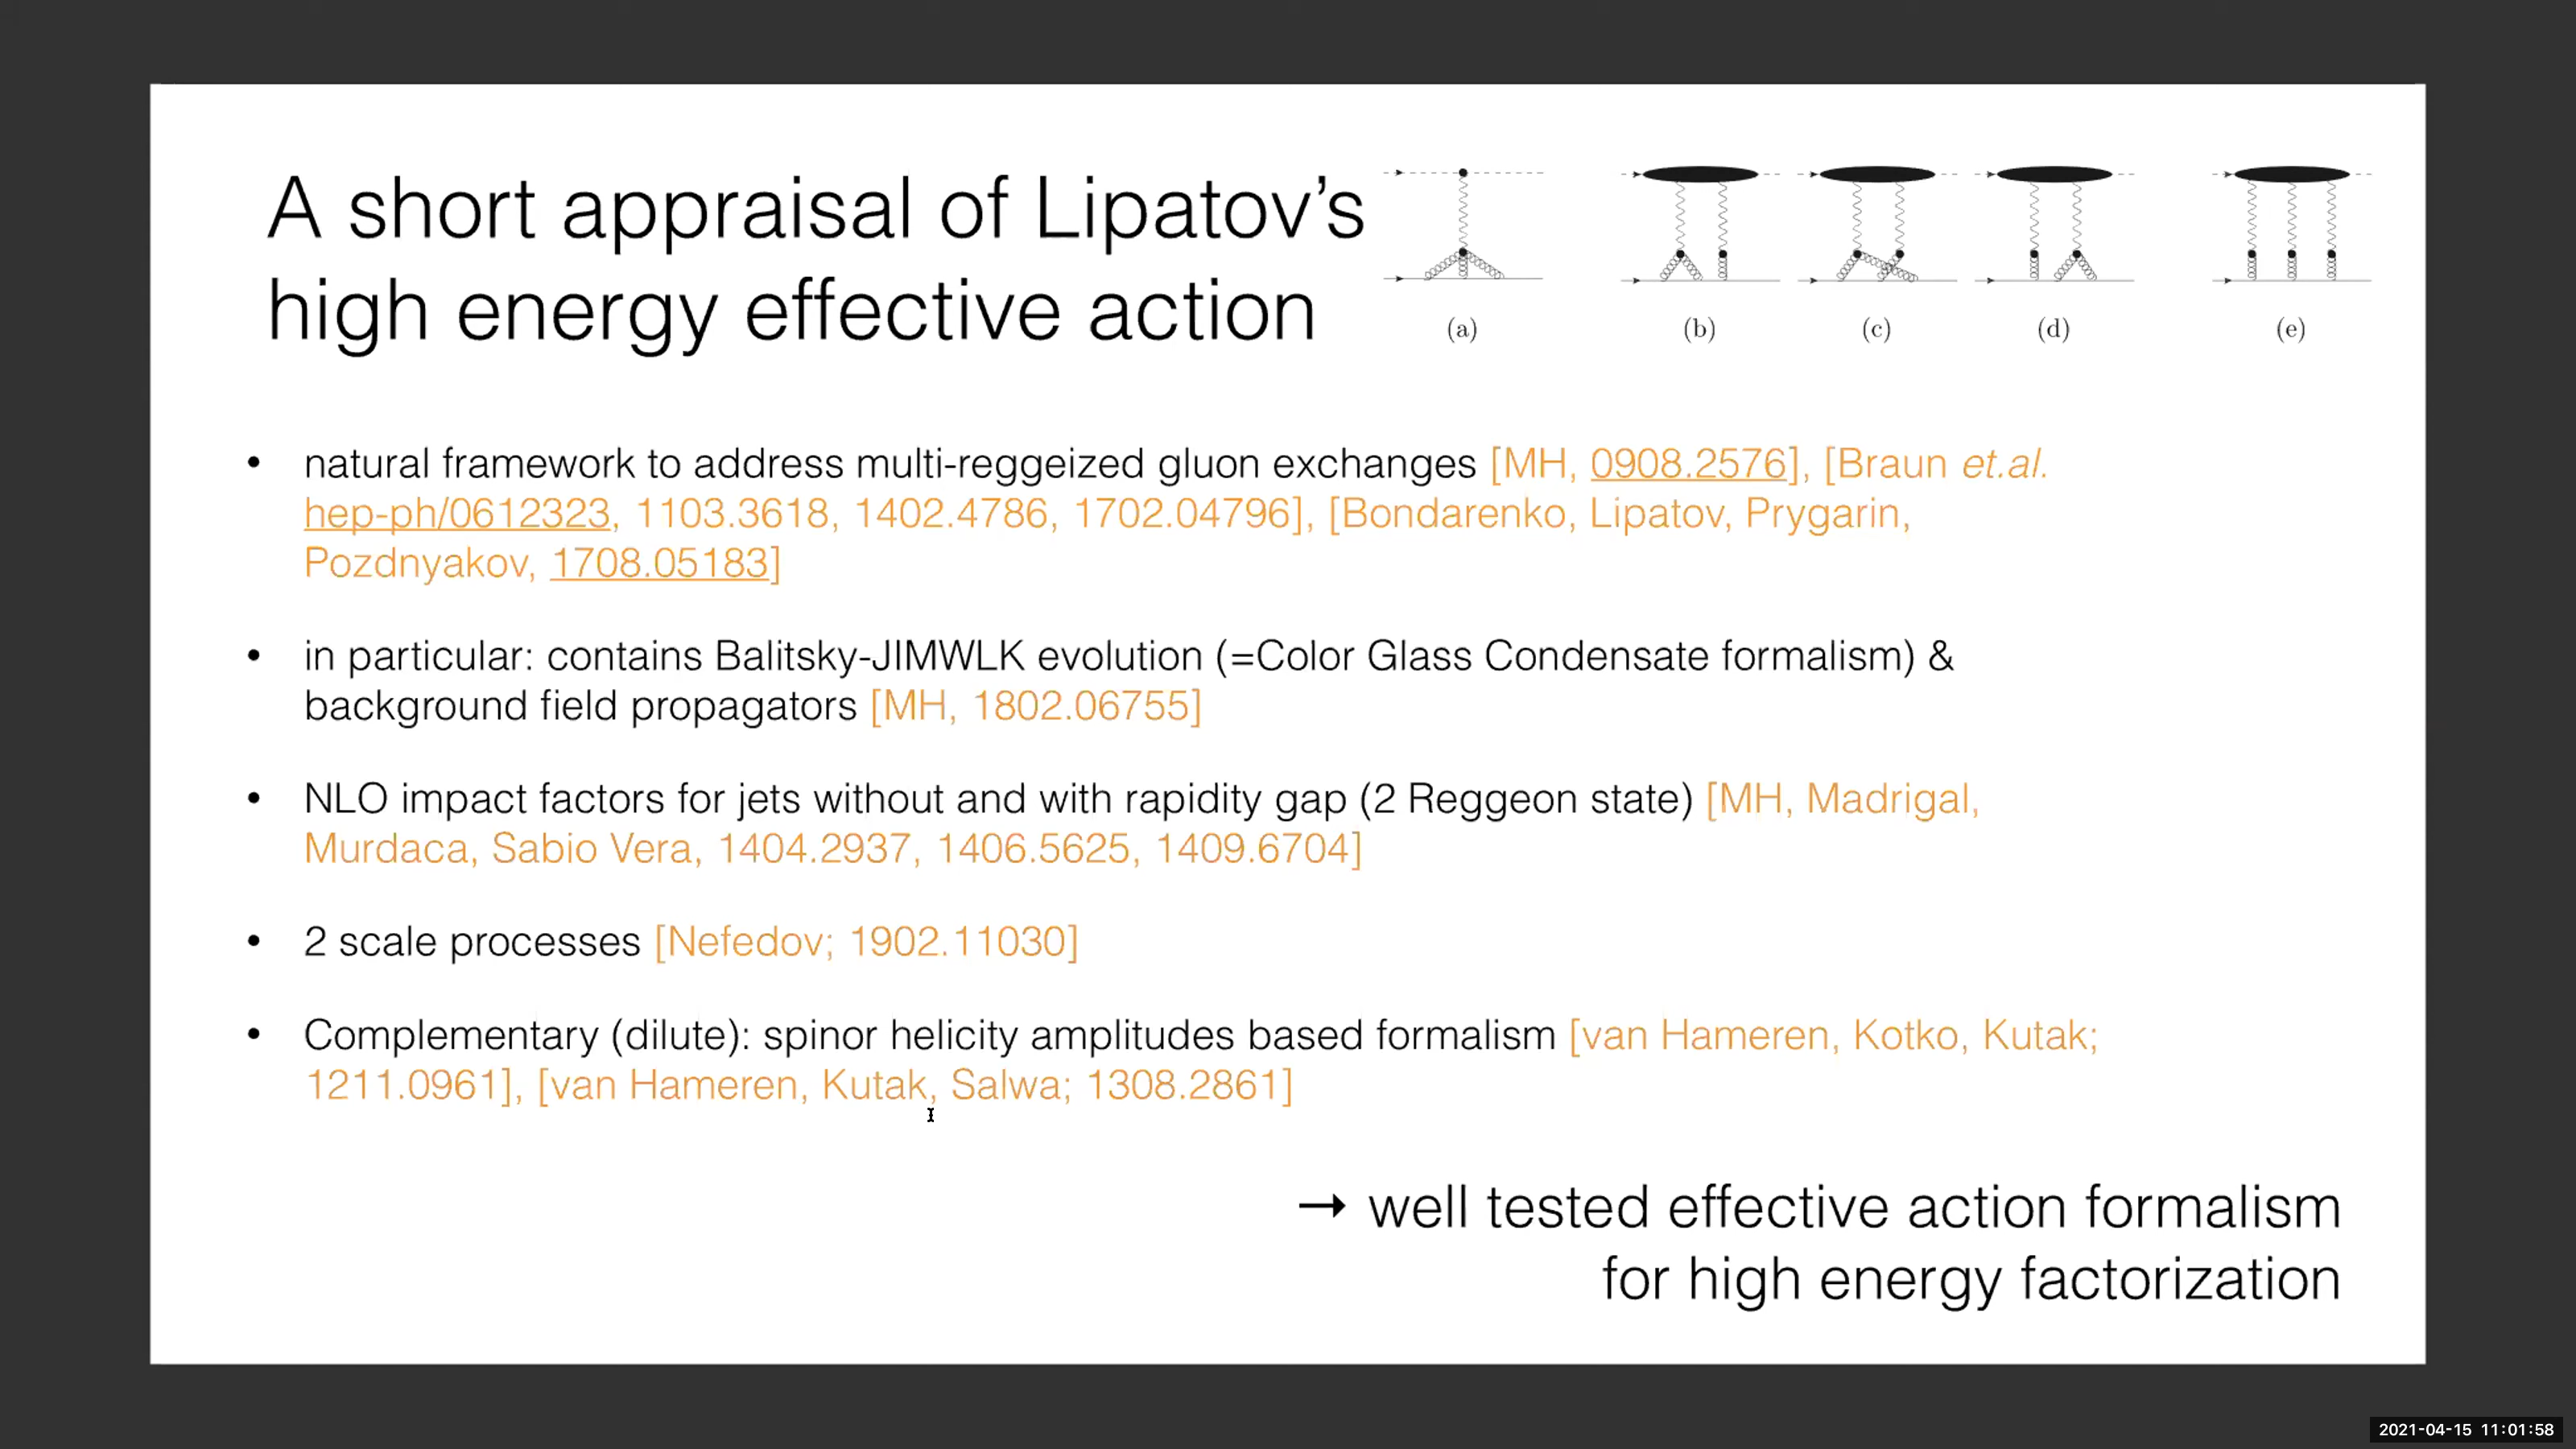 A short appraisal of Lipatov’s
high energy effective action
(a) (b) (c) (d) (e)
• natural framework to address multi-reggeized gluon exchanges [MH, 0908.2576], [Braun et.al.
hep-ph/0612323, 1103.3618, 1402.4786, 1702.04796], [Bondarenko, Lipatov, Prygarin,
Pozdnyakov, 1708.05183]
• in particular: contains Balitsky-JIMWLK evolution (=Color Glass Condensate formalism) &
background field propagators [MH, 1802.06755]
• NLO impact factors for jets without and with rapidity gap (2 Reggeon state) [MH, Madrigal,
Murdaca, Sabio Vera, 1404.2937, 1406.5625, 1409.6704]
• 2 scale processes [Nefedov; 1902.11030]
• Complementary (dilute): spinor helicity amplitudes based formalism [van Hameren, Kotko, Kutak;
1211.0961], [van Hameren, Kutak, Salwa; 1308.2861]
→ well tested effective action formalism
for high energy factorization
2021-04-15 11:01:58